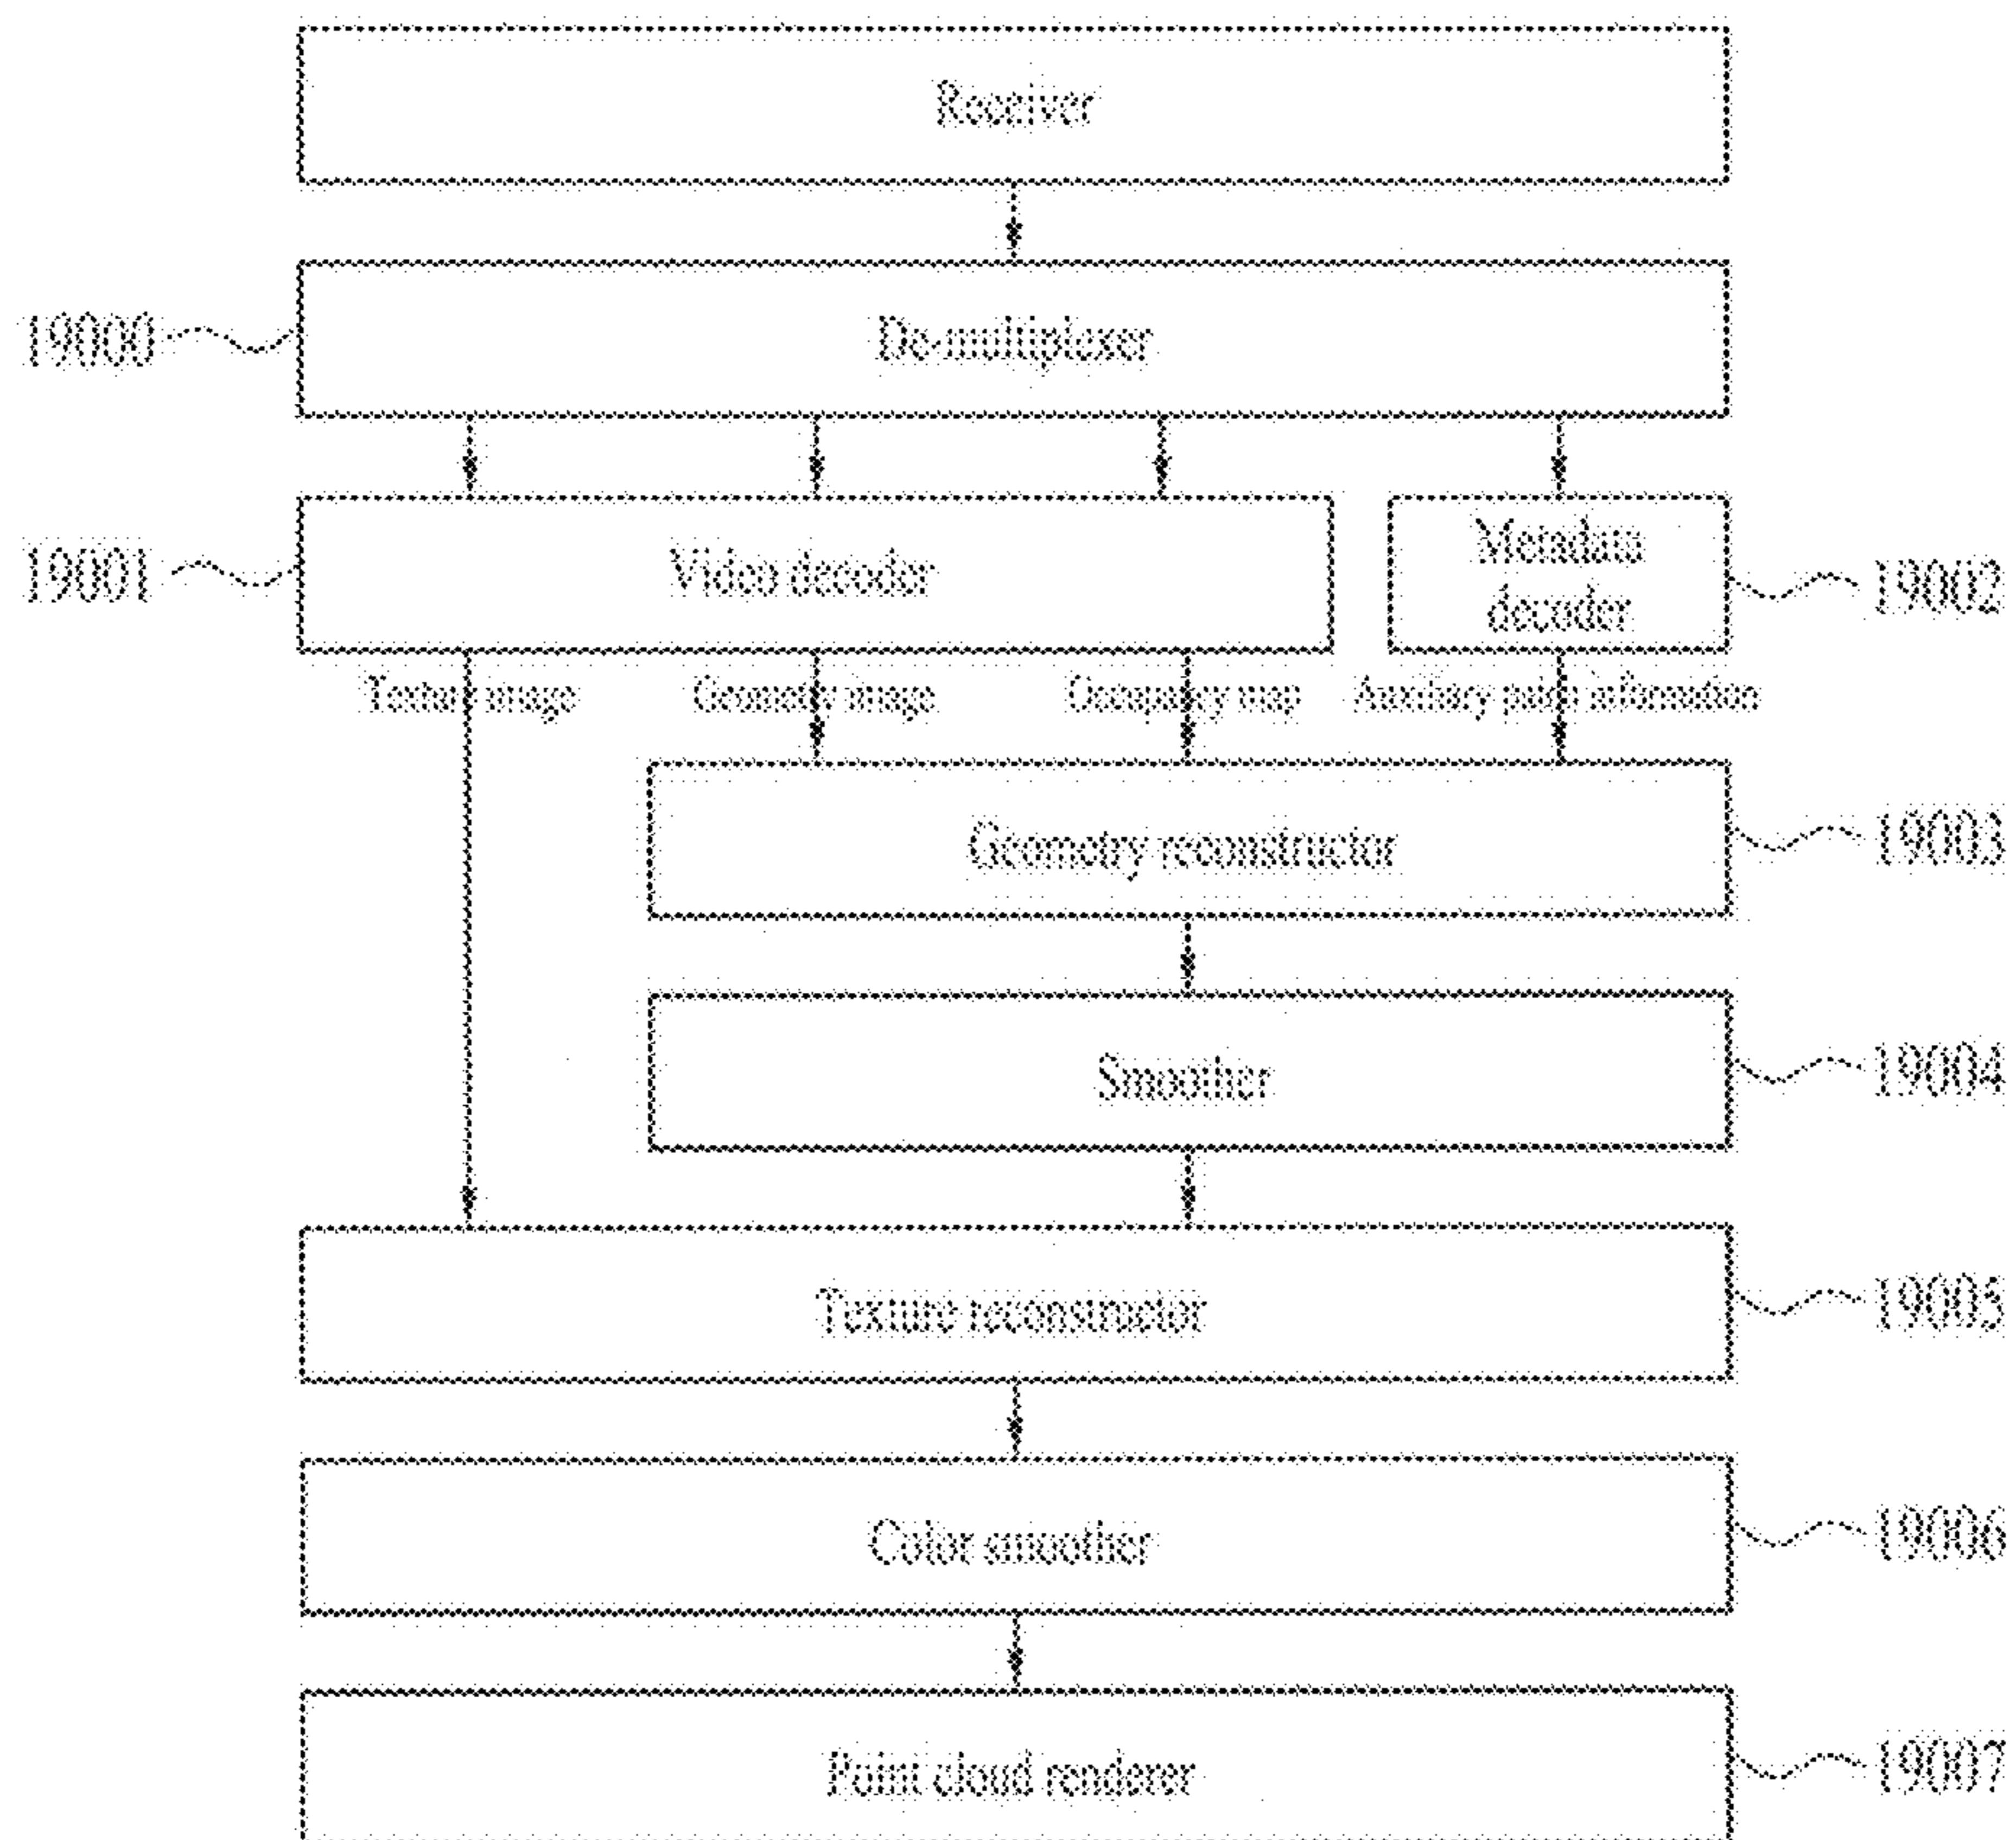 Receiver
19000
De-multiplexer
19001
Video decoder
Metadata
decoder
19002
Texture image
Geometry image
Occupancy map
Auxiliary patch information
Geometry reconstructor
19003
Smoother
19004
Texture reconstructor
19005
Color smoother
19006
Point cloud renderer
19007